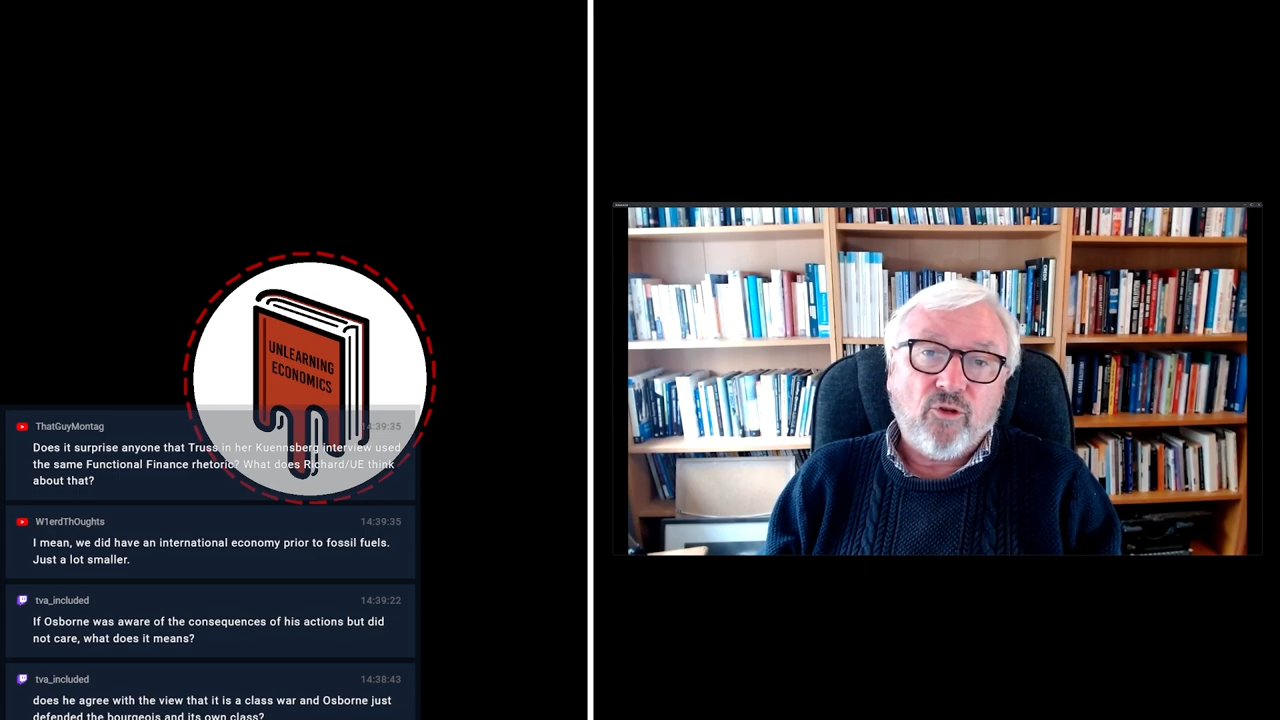 UNLEARNING
ECONOMICS
ThatGuyMontag
14:39:35
Does it surprise anyone that Truss in her Kuennsberg interview used
the same Functional Finance rhetoric? What does Richard/UE think
about that?
W1erdThOughts
14:39:35
I mean, we did have an international economy prior to fossil fuels.
Just a lot smaller.
tva_included
14:39:22
If Osborne was aware of the consequences of his actions but did
not care, what does it means?
tva_included
14:38:43
does he agree with the view that it is a class war and Osborne just
defended the bourgeois and its own class?